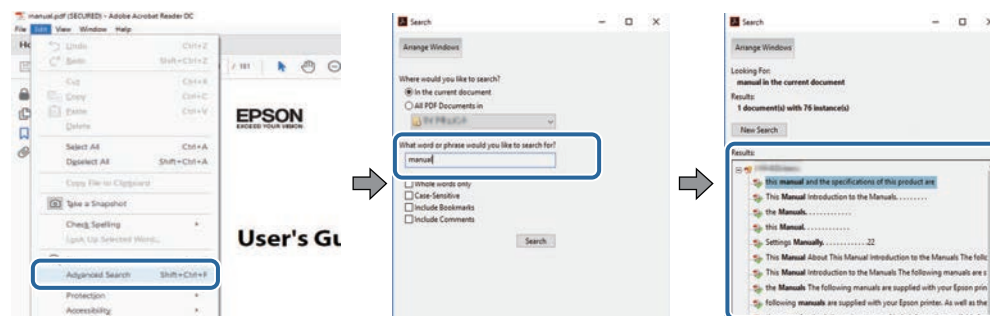 manual.pdf (SECURED) - Adobe Acrobat Reader DC
File Edit View Window Help
Undo Ctrl+Z
Redo Shift+Ctrl+Z
Cut Ctrl+X
Copy Ctrl+C
Paste Ctrl+V
Delete
Select All Ctrl+A
Deselect All Shift+Ctrl+A
Copy File to Clipboard
Take a Snapshot
Check Spelling
Look Up Selected Word...
Advanced Search Shift+Ctrl+F
Protection
Accessibility
/ 181
EPSON
EXCEED YOUR VISION
User's Gu
Search
Arrange Windows
Where would you like to search?
In the current document
All PDF Documents in
What word or phrase would you like to search for?
manual
Whole words only
Case-Sensitive
Include Bookmarks
Include Comments
Search
Search
Arrange Windows
Looking For:
manual in the current document
Results:
1 document(s) with 76 instance(s)
New Search
Results:
this manual and the specifications of this product are
This Manual Introduction to the Manuals.........
the Manuals.............
this Manual.............
Settings Manually.............22
This Manual About This Manual Introduction to the Manuals The follo
This Manual Introduction to the Manuals The following manuals are s
the Manuals The following manuals are supplied with your Epson prin
following manuals are supplied with your Epson printer. As well as the